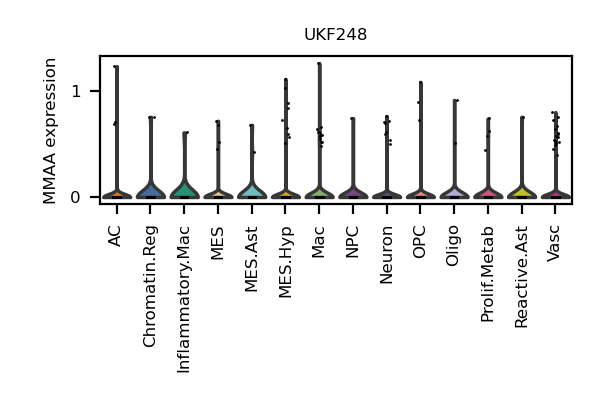 UKF248
MMAA expression
1
0
AC
Chromatin.Reg
Inflammatory.Mac
MES
MES.Ast
MES.Hyp
Mac
NPC
Neuron
OPC
Oligo
Prolif.Metab
Reactive.Ast
Vasc